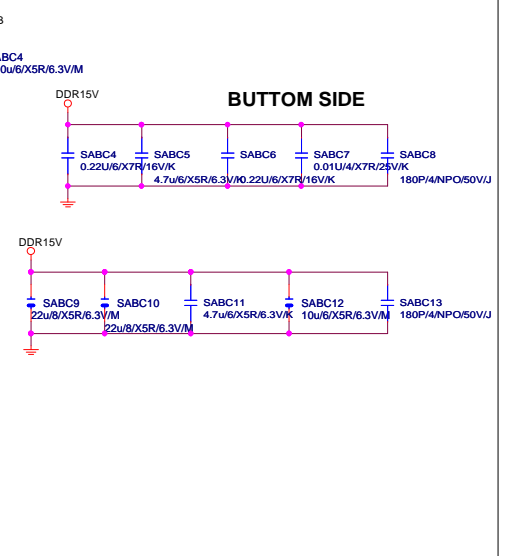 ABC4
0u/6/X5R/6.3V/M
DDR15V
BUTTOM SIDE
SABC4
0.22U/6/X7R/16V/K
SABC5
4.7u/6/X5R/6.3V/K
SABC6
0.22U/6/X7R/16V/K
SABC7
0.01U/4/X7R/25V/K
SABC8
180P/4/NPO/50V/J
DDR15V
SABC9
22u/8/X5R/6.3V/M
SABC10
22u/8/X5R/6.3V/M
SABC11
4.7u/6/X5R/6.3V/K
SABC12
10u/6/X5R/6.3V/M
SABC13
180P/4/NPO/50V/J